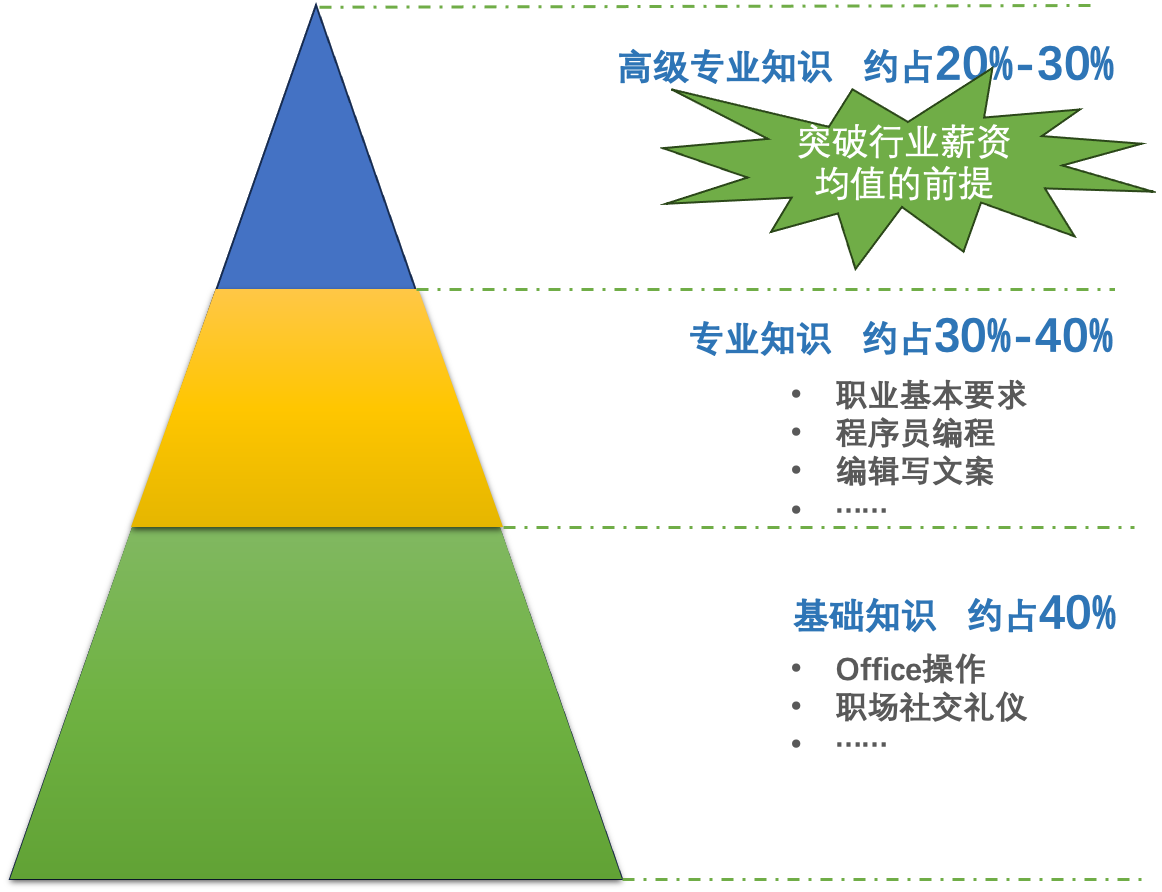 高级专业知识 约占20%-30%
突破行业薪资
均值的前提
专业知识 约占30%-40%
• 职业基本要求
• 程序员编程
• 编辑写文案
• ……
基础知识 约占40%
• Office操作
• 职场社交礼仪
• ……